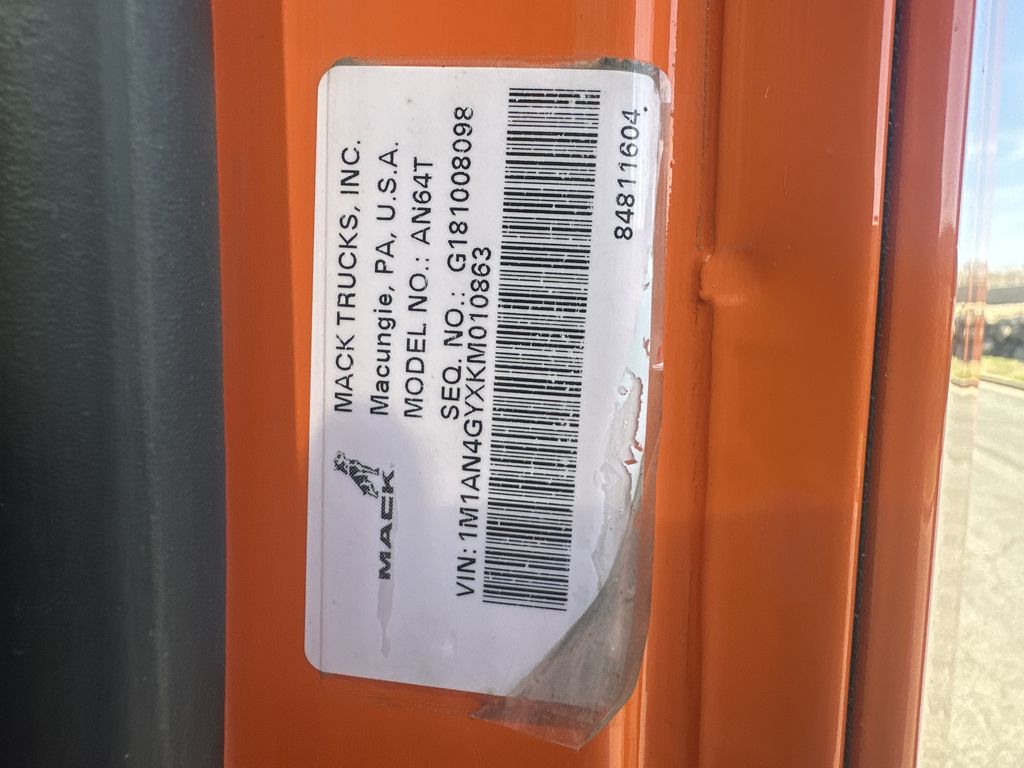 MACK TRUCKS, INC.
Macungie, PA, U.S.A.
MACK
MODEL NO.: AN64T
SEQ. NO.: G181008098
VIN: 1M1AN4GYXKM010863
84811604